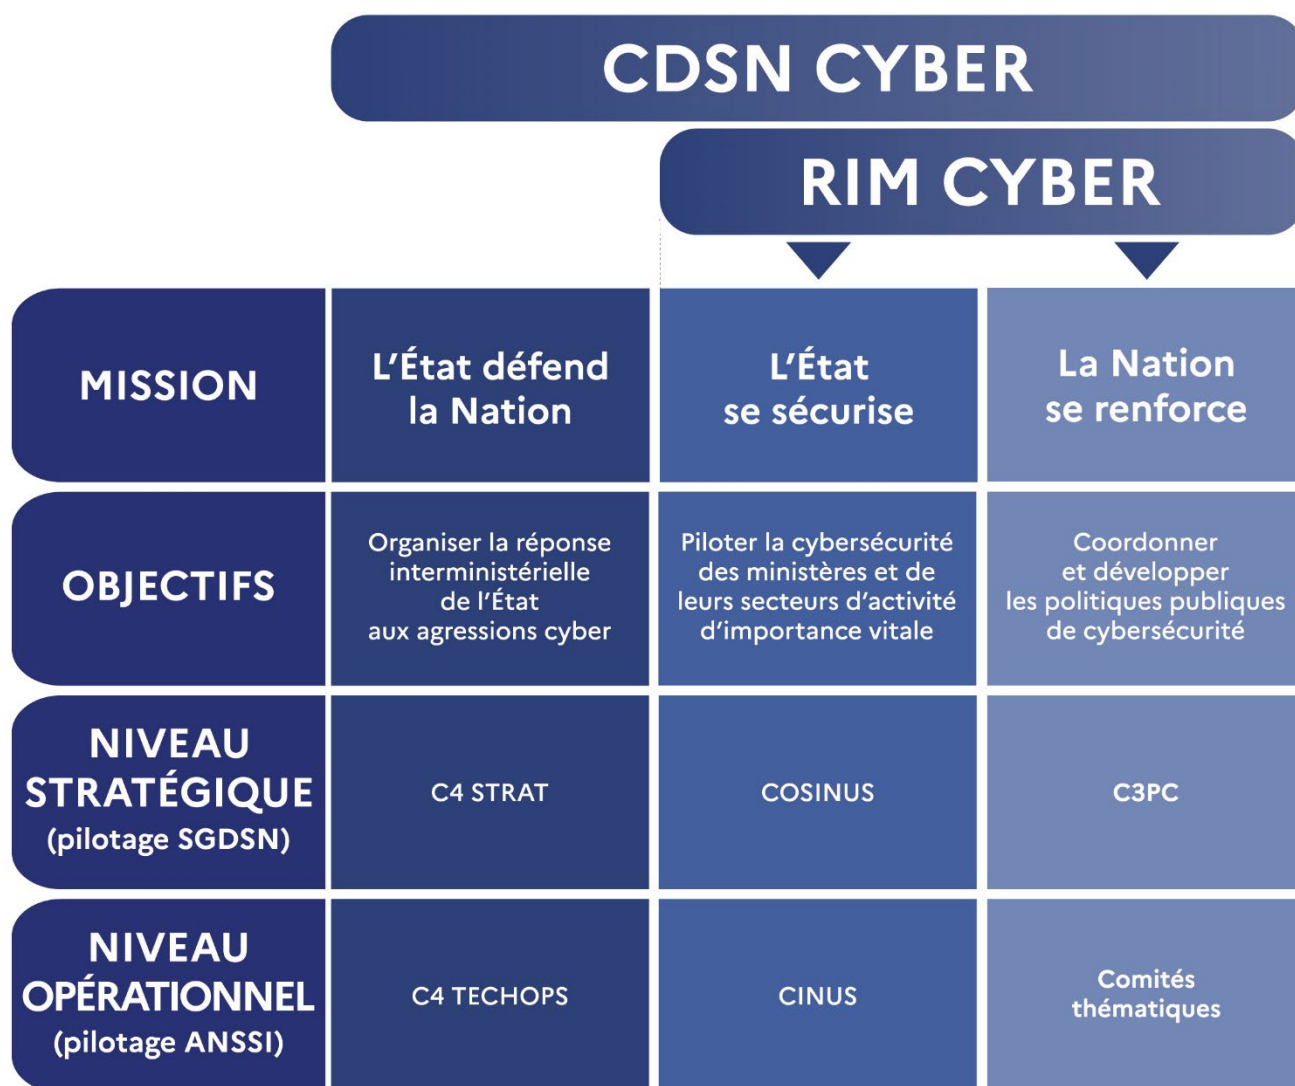 CDSN CYBER
RIM CYBER
MISSION
L’État défend
la Nation
L’État
se sécurise
La Nation
se renforce
OBJECTIFS
Organiser la réponse
interministérielle
de l’État
aux agressions cyber
Piloter la cybersécurité
des ministères et de
leurs secteurs d’activité
d’importance vitale
Coordonner
et développer
les politiques publiques
de cybersécurité
NIVEAU
STRATÉGIQUE
(pilotage SGDSN)
C4 STRAT
COSINUS
C3PC
NIVEAU
OPÉRATIONNEL
(pilotage ANSSI)
C4 TECHOPS
CINUS
Comités
thématiques